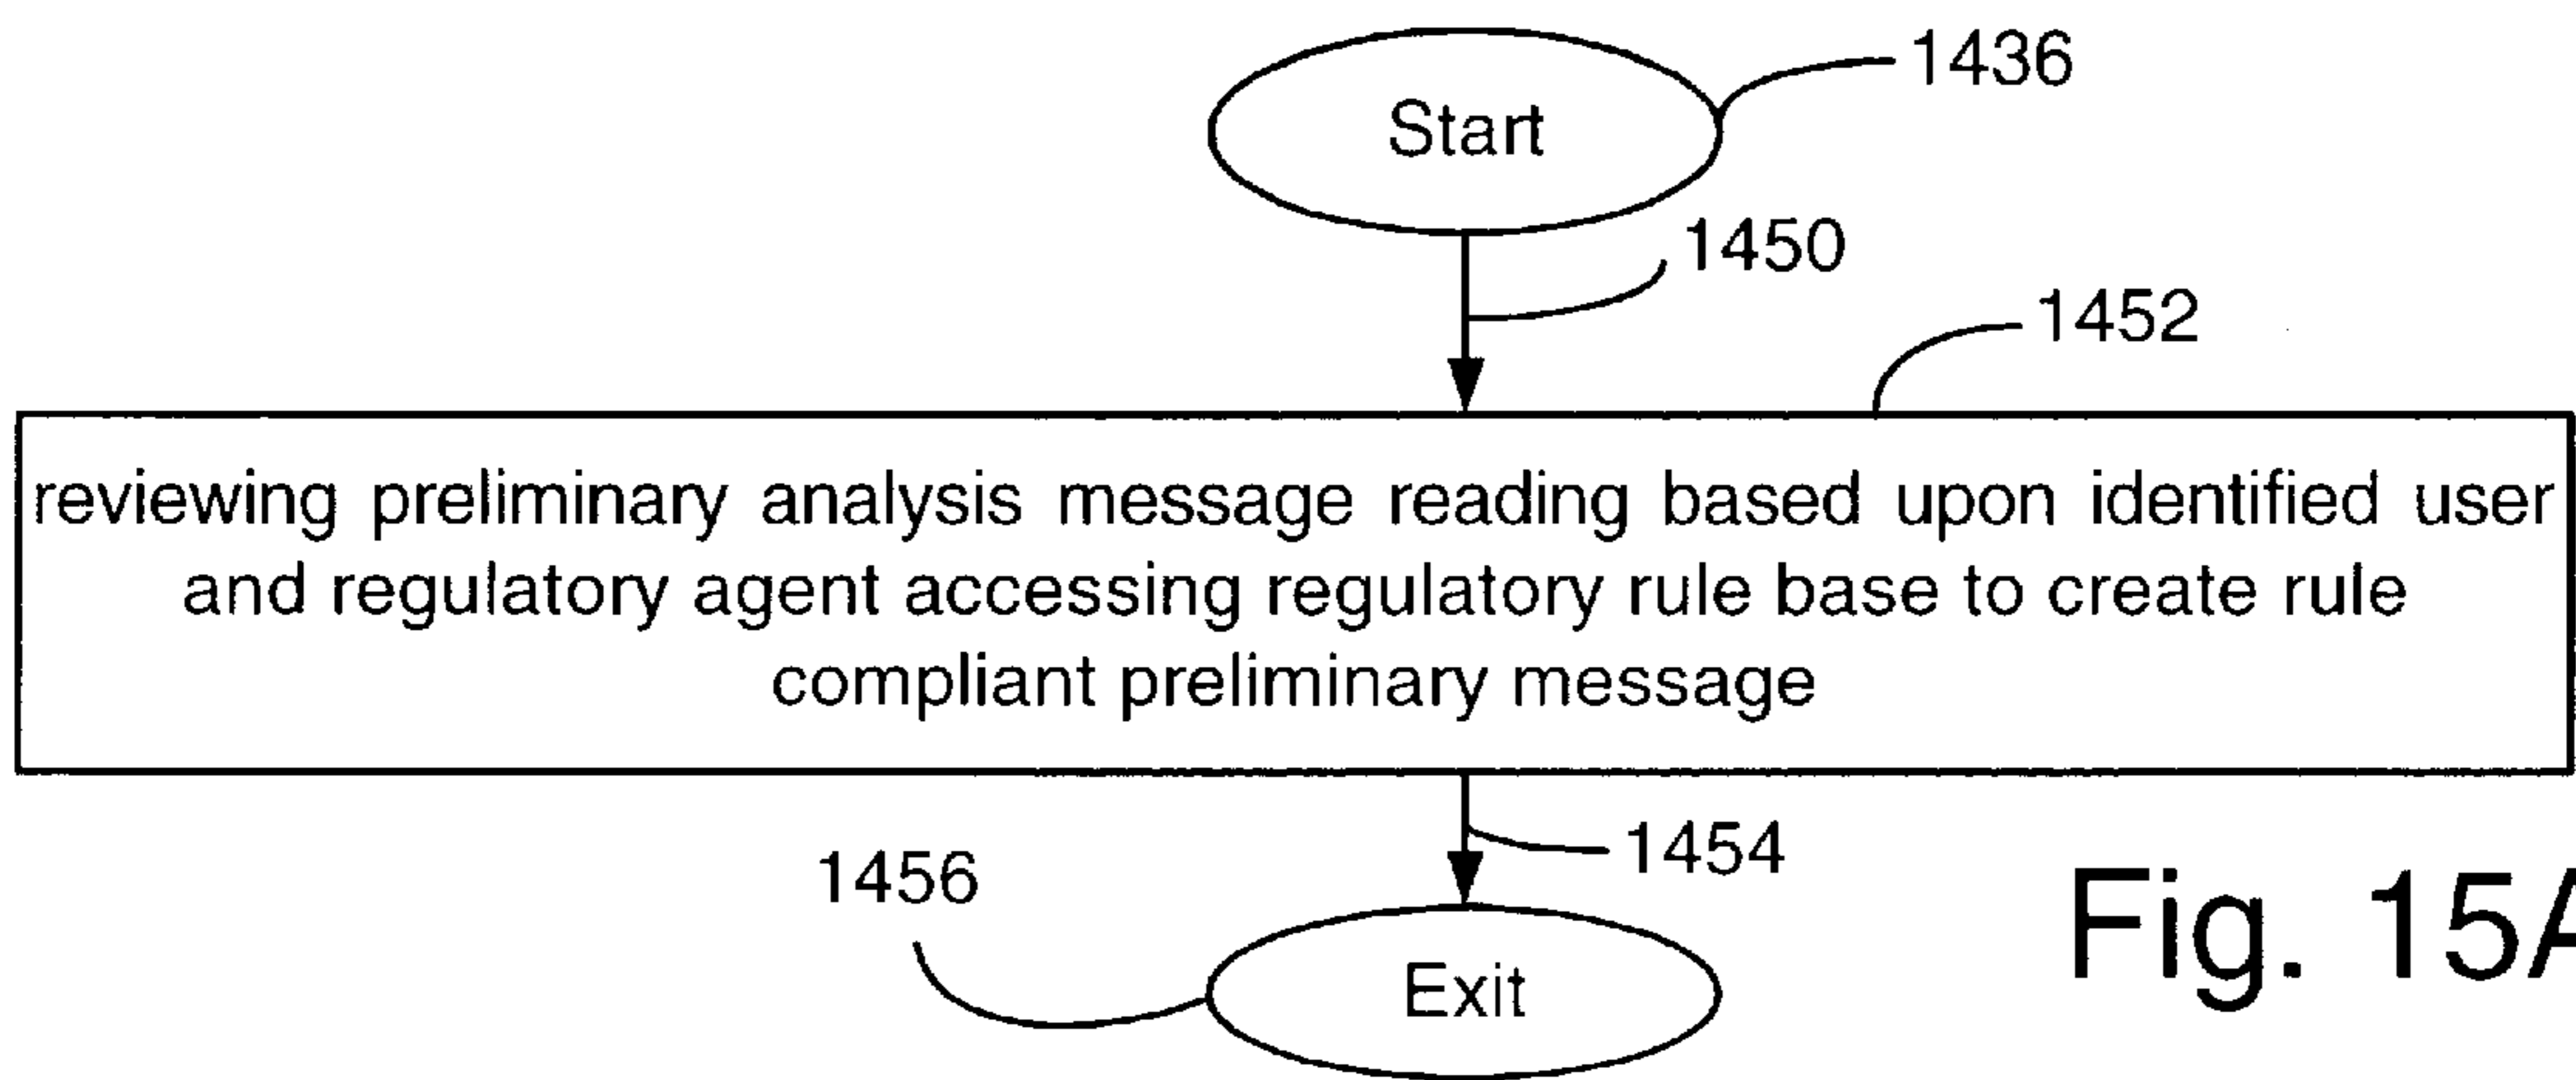 Start
1436
1450
1452
reviewing preliminary analysis message reading based upon identified user
and regulatory agent accessing regulatory rule base to create rule
compliant preliminary message
1454
1456
Exit
Fig. 15A